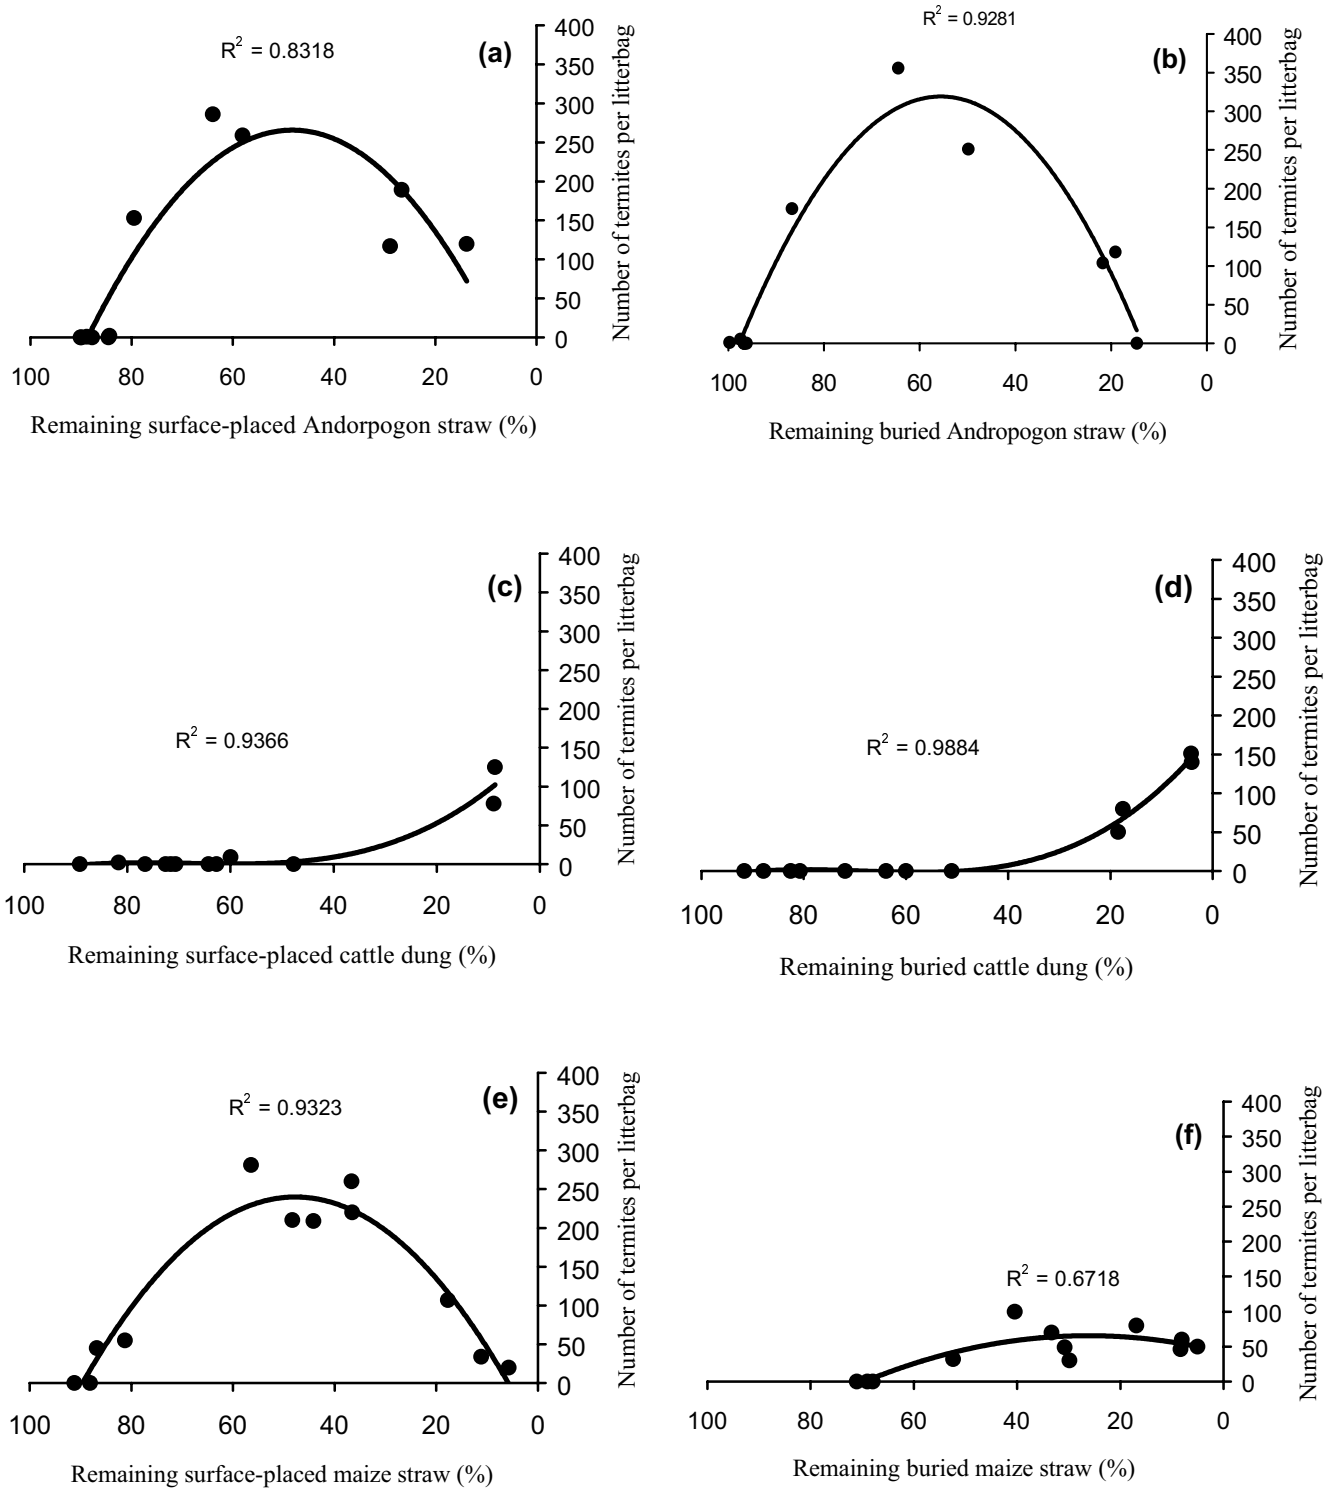 R² = 0.8318
(a)
400
350
300
250
200
150
100
50
0
Number of termites per litterbag
100 80 60 40 20 0
Remaining surface-placed Andorpogon straw (%)
R² = 0.9281
(b)
400
350
300
250
200
150
100
50
0
Number of termites per litterbag
100 80 60 40 20 0
Remaining buried Andropogon straw (%)
R² = 0.9366
(c)
400
350
300
250
200
150
100
50
0
Number of termites per litterbag
100 80 60 40 20 0
Remaining surface-placed cattle dung (%)
R² = 0.9884
(d)
400
350
300
250
200
150
100
50
0
Number of termites per litterbag
100 80 60 40 20 0
Remaining buried cattle dung (%)
R² = 0.9323
(e)
400
350
300
250
200
150
100
50
0
Number of termites per litterbag
100 80 60 40 20 0
Remaining surface-placed maize straw (%)
R² = 0.6718
(f)
400
350
300
250
200
150
100
50
0
Number of termites per litterbag
100 80 60 40 20 0
Remaining buried maize straw (%)